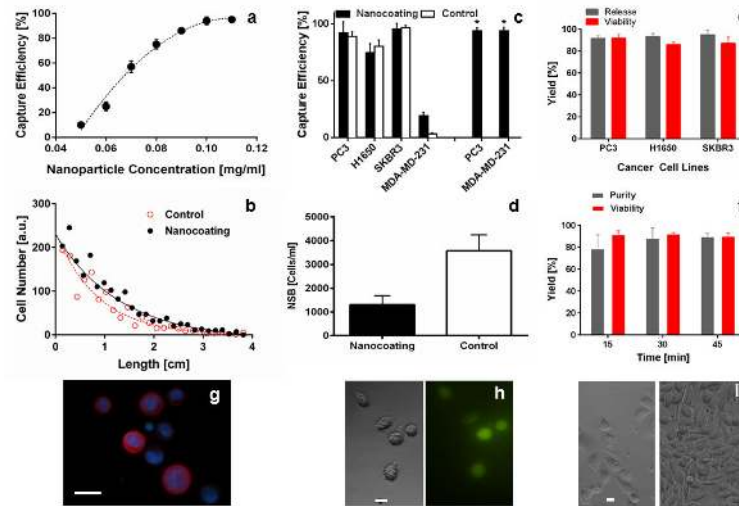 a
100
80
60
40
20
0
0.04 0.06 0.08 0.10 0.12
Capture Efficiency [%]
Nanoparticle Concentration [mg/ml]
c
Nanocoating
Control
100
50
0
Capture Efficiency [%]
* *
PC3 H1650 SKBR3 MDA-MD-231 PC3 MDA-MD-231
Release
Viability
100
80
60
40
20
0
Yield [%]
PC3 H1650 SKBR3
Cancer Cell Lines
b
Control
Nanocoating
300
200
100
0
0 1 2 3 4
Cell Number [a.u.]
Length [cm]
d
5000
4000
3000
2000
1000
0
NSB [Cells/ml]
Nanocoating Control
Purity
Viability
100
80
60
40
20
0
Yield [%]
15 30 45
Time [min]
g
h